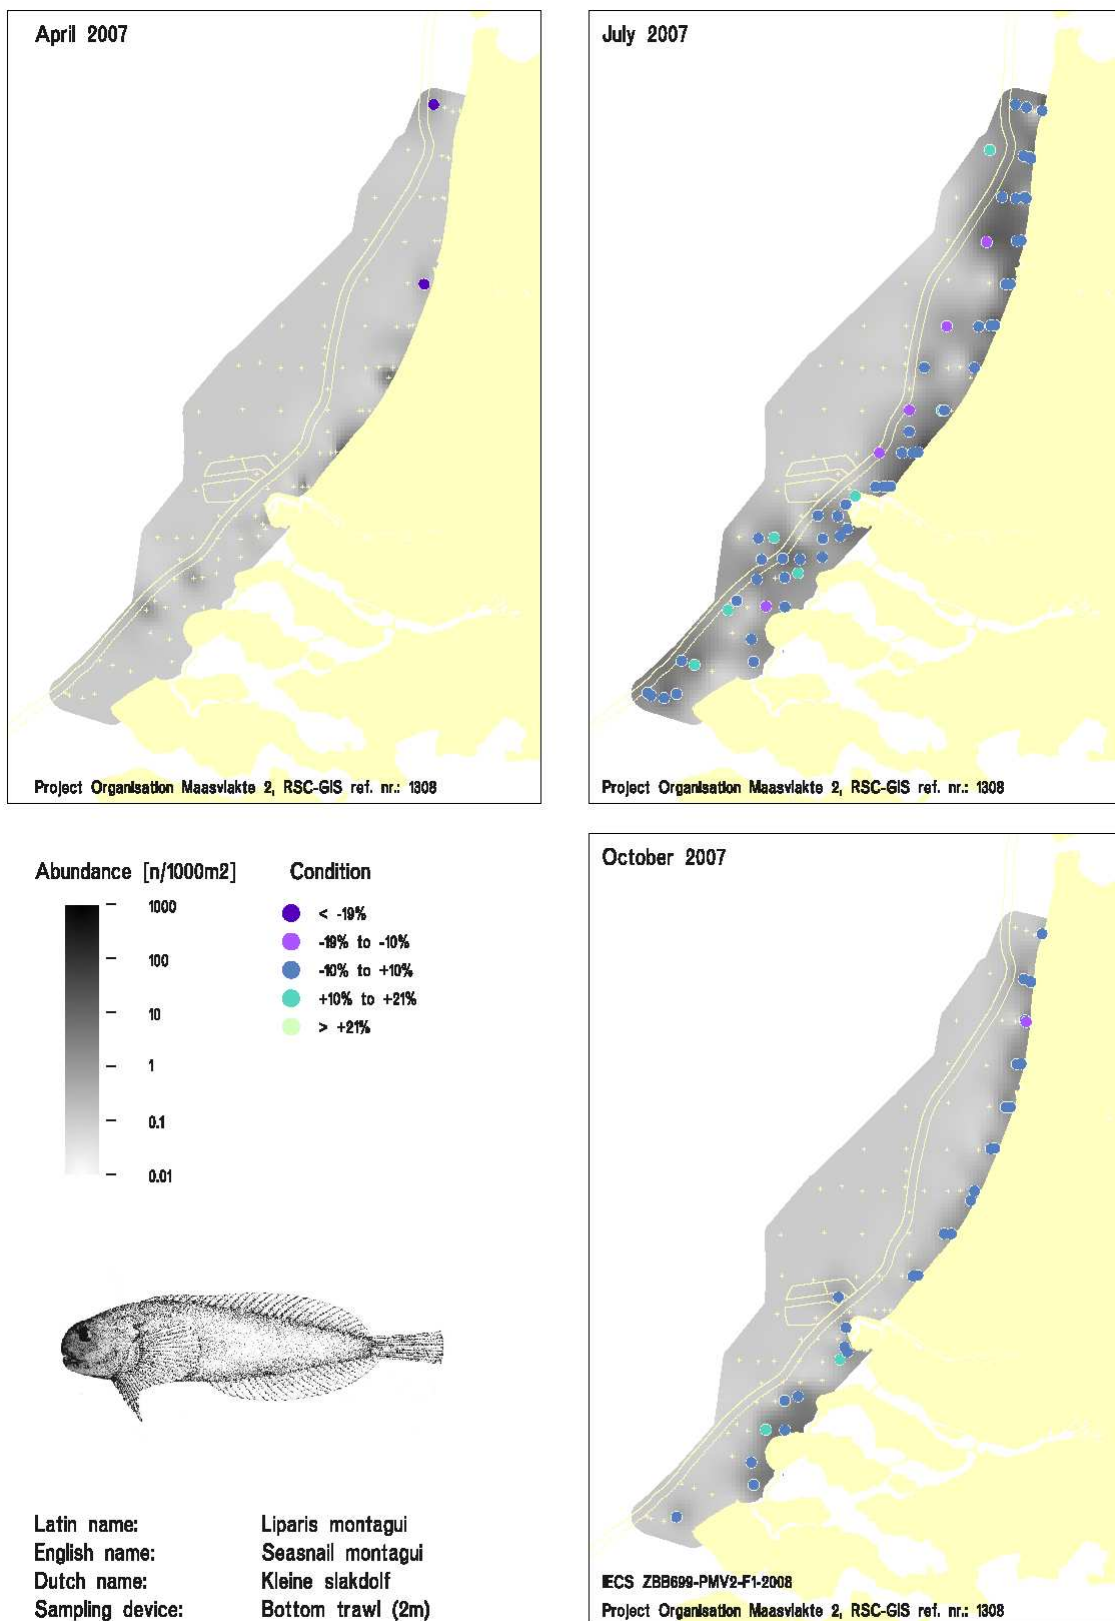 April 2007
Project Organisation Maasvlakte 2, RSC-GIS ref. nr.: 1308
July 2007
Project Organisation Maasvlakte 2, RSC-GIS ref. nr.: 1308
Abundance [n/1000m2]
1000
100
10
1
0.1
0.01
Condition
< -19%
-19% to -10%
-10% to +10%
+10% to +21%
> +21%
October 2007
IECS ZBB699-PMV2-F1-2008
Project Organisation Maasvlakte 2, RSC-GIS ref. nr.: 1308
Latin name: Liparis montagui
English name: Seasnail montagui
Dutch name: Kleine slakdolf
Sampling device: Bottom trawl (2m)